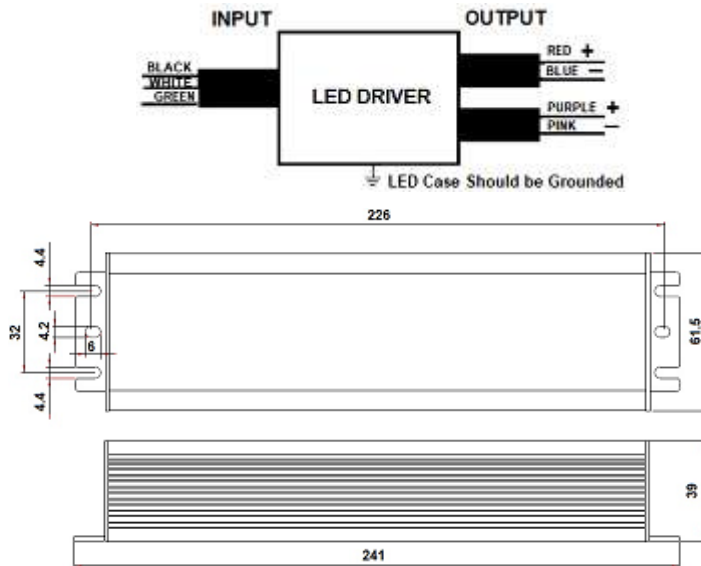 INPUT
OUTPUT
BLACK
WHITE
GREEN
LED DRIVER
RED +
BLUE −
PURPLE +
PINK −
LED Case Should be Grounded
226
4.4
32
4.2
6
4.4
61.5
39
241